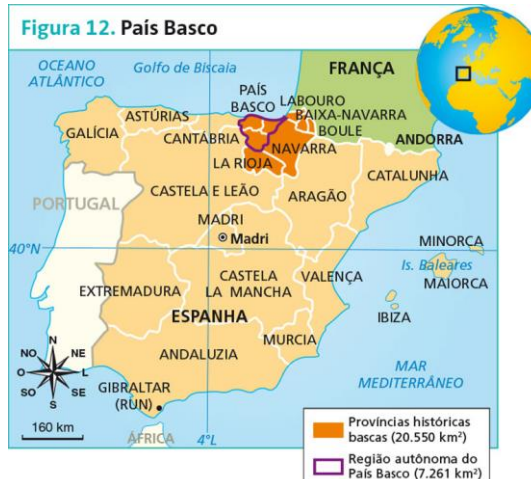 Figura 12. País Basco
OCEANO
ATLÂNTICO
Golfo de Biscaia
FRANÇA
PAÍS
BASCO
LABOURO
BAIXA-NAVARRA
BOULE
ASTÚRIAS
GALÍCIA
CANTÁBRIA
NAVARRA
ANDORRA
LA RIOJA
CATALUNHA
CASTELA E LEÃO
ARAGÃO
PORTUGAL
MADRI
Madri
40°N
MINORCA
Is. Baleares
MAIORCA
CASTELA
LA MANCHA
VALENÇA
EXTREMADURA
IBIZA
ESPANHA
MURCIA
ANDALUZIA
N
NO
NE
O
L
SO
SE
S
GIBRALTAR
(RUN)
MAR
MEDITERRÂNEO
160 km
ÁFRICA
4°L
Províncias históricas
bascas (20.550 km²)
Região autônoma do
País Basco (7.261 km²)